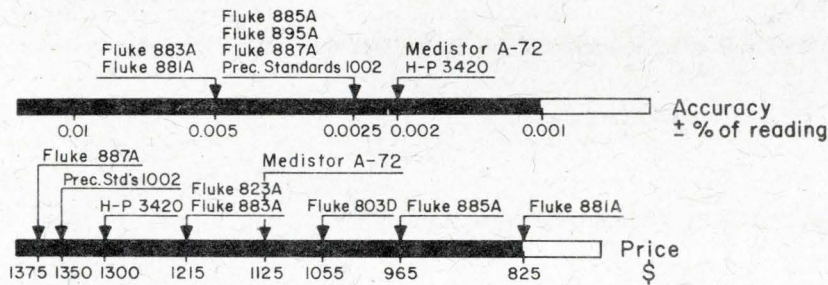 Fluke 885A
Fluke 895A
Fluke 883A Fluke 887A Medistor A-72
Fluke 881A Prec. Standards 1002 H-P 3420
0.01 0.005 0.0025 0.002 0.001 Accuracy
± % of reading
Fluke 887A
Medistor A-72
Prec. Std's 1002 Fluke 823A
H-P 3420 Fluke 883A Fluke 803D Fluke 885A Fluke 881A
Price
1375 1350 1300 1215 1125 1055 965 825 $